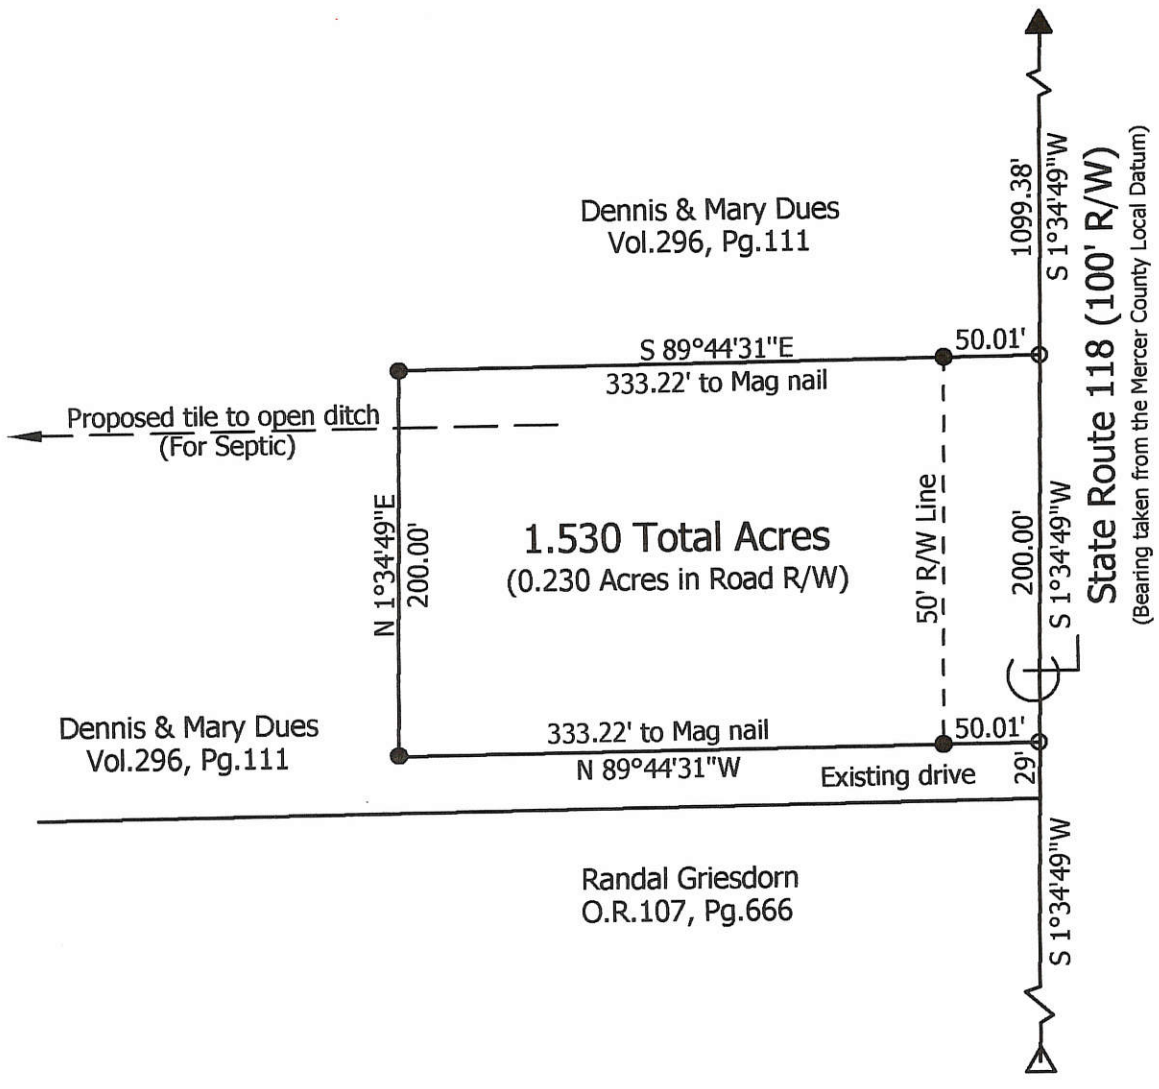 1099.38'
S 1°34'49"W
State Route 118 (100' R/W)
(Bearing taken from the Mercer County Local Datum)
Dennis & Mary Dues
Vol.296, Pg.111
S 89°44'31"E
50.01'
333.22' to Mag nail
Proposed tile to open ditch
(For Septic)
N 1°34'49"E
200.00'
1.530 Total Acres
(0.230 Acres in Road R/W)
50' R/W Line
200.00'
S 1°34'49"W
Dennis & Mary Dues
Vol.296, Pg.111
333.22' to Mag nail
50.01'
N 89°44'31"W
Existing drive
29'
S 1°34'49"W
Randal Griesdorn
O.R.107, Pg.666